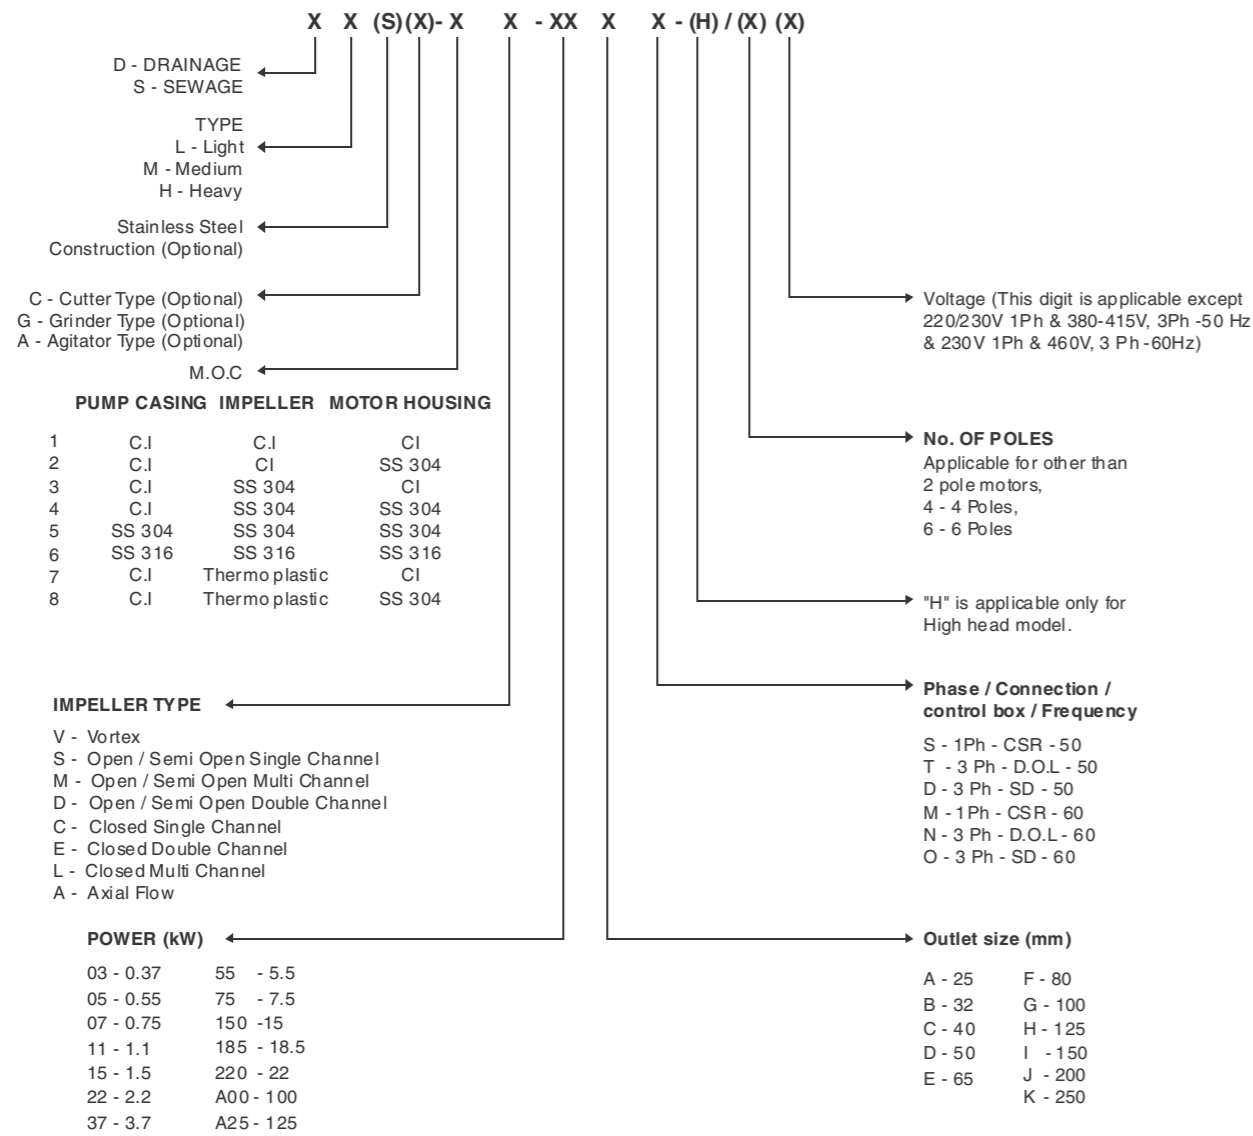 X X (S)(X)- X X - XX X X - (H) / (X) (X)
D - DRAINAGE
S - SEWAGE
TYPE
L - Light
M - Medium
H - Heavy
Stainless Steel
Construction (Optional)
C - Cutter Type (Optional)
G - Grinder Type (Optional)
A - Agitator Type (Optional)
M.O.C
PUMP CASING IMPELLER MOTOR HOUSING
1 C.I C.I CI
2 C.I CI SS 304
3 C.I SS 304 CI
4 C.I SS 304 SS 304
5 SS 304 SS 304 SS 304
6 SS 316 SS 316 SS 316
7 C.I Thermo plastic CI
8 C.I Thermo plastic SS 304
IMPELLER TYPE
V - Vortex
S - Open / Semi Open Single Channel
M - Open / Semi Open Multi Channel
D - Open / Semi Open Double Channel
C - Closed Single Channel
E - Closed Double Channel
L - Closed Multi Channel
A - Axial Flow
POWER (kW)
03 - 0.37 55 - 5.5
05 - 0.55 75 - 7.5
07 - 0.75 150 -15
11 - 1.1 185 - 18.5
15 - 1.5 220 - 22
22 - 2.2 A00 - 100
37 - 3.7 A25 - 125
Voltage (This digit is applicable except
220/230V 1Ph & 380-415V, 3Ph -50 Hz
& 230V 1Ph & 460V, 3 Ph -60Hz)
No. OF POLES
Applicable for other than
2 pole motors,
4 - 4 Poles,
6 - 6 Poles
"H" is applicable only for
High head model.
Phase / Connection /
control box / Frequency
S - 1Ph - CSR - 50
T - 3 Ph - D.O.L - 50
D - 3 Ph - SD - 50
M - 1Ph - CSR - 60
N - 3 Ph - D.O.L - 60
O - 3 Ph - SD - 60
Outlet size (mm)
A - 25 F - 80
B - 32 G - 100
C - 40 H - 125
D - 50 I - 150
E - 65 J - 200
K - 250